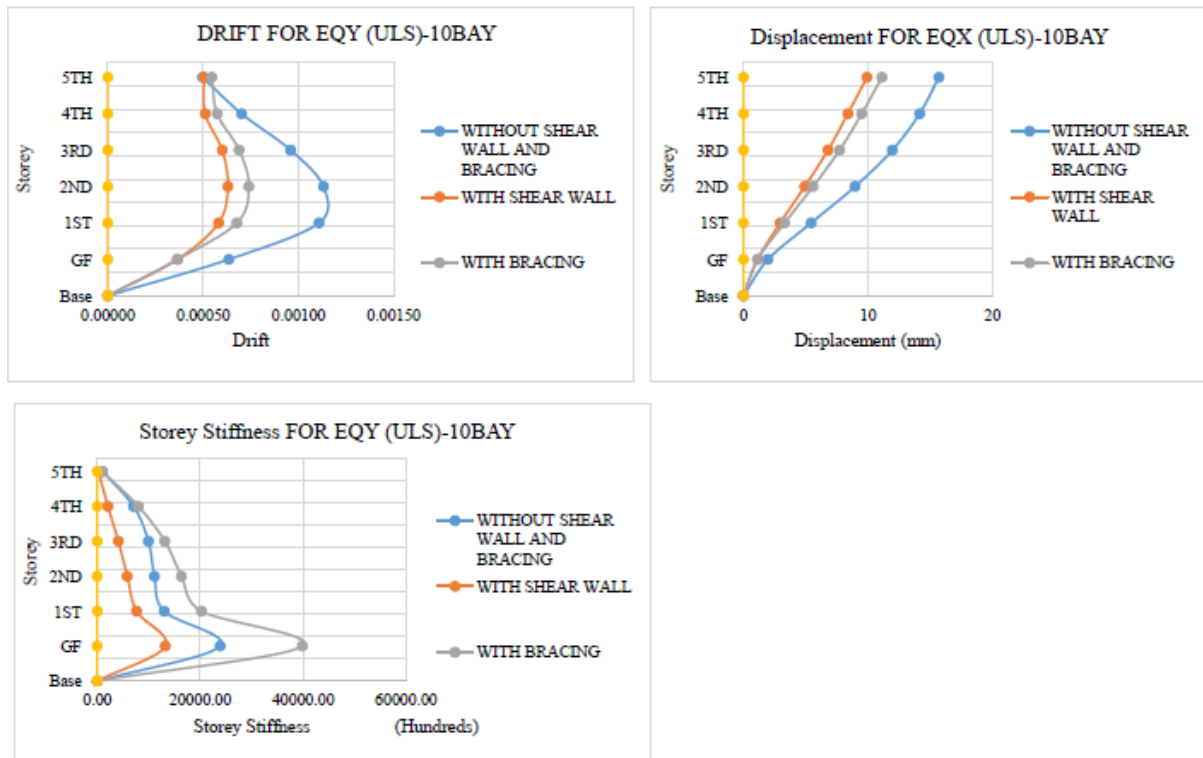 DRIFT FOR EQY (ULS)-10BAY
Storey
5TH
4TH
3RD
2ND
1ST
GF
Base
0.00000
0.00050
0.00100
0.00150
Drift
WITHOUT SHEAR
WALL AND
BRACING
WITH SHEAR WALL
WITH BRACING
Displacement FOR EQX (ULS)-10BAY
Storey
5TH
4TH
3RD
2ND
1ST
GF
Base
0
10
20
Displacement (mm)
WITHOUT SHEAR
WALL AND
BRACING
WITH SHEAR
WALL
WITH BRACING
Storey Stiffness FOR EQY (ULS)-10BAY
Storey
5TH
4TH
3RD
2ND
1ST
GF
Base
0.00
20000.00
40000.00
60000.00
Storey Stiffness
(Hundreds)
WITHOUT SHEAR
WALL AND
BRACING
WITH SHEAR WALL
WITH BRACING